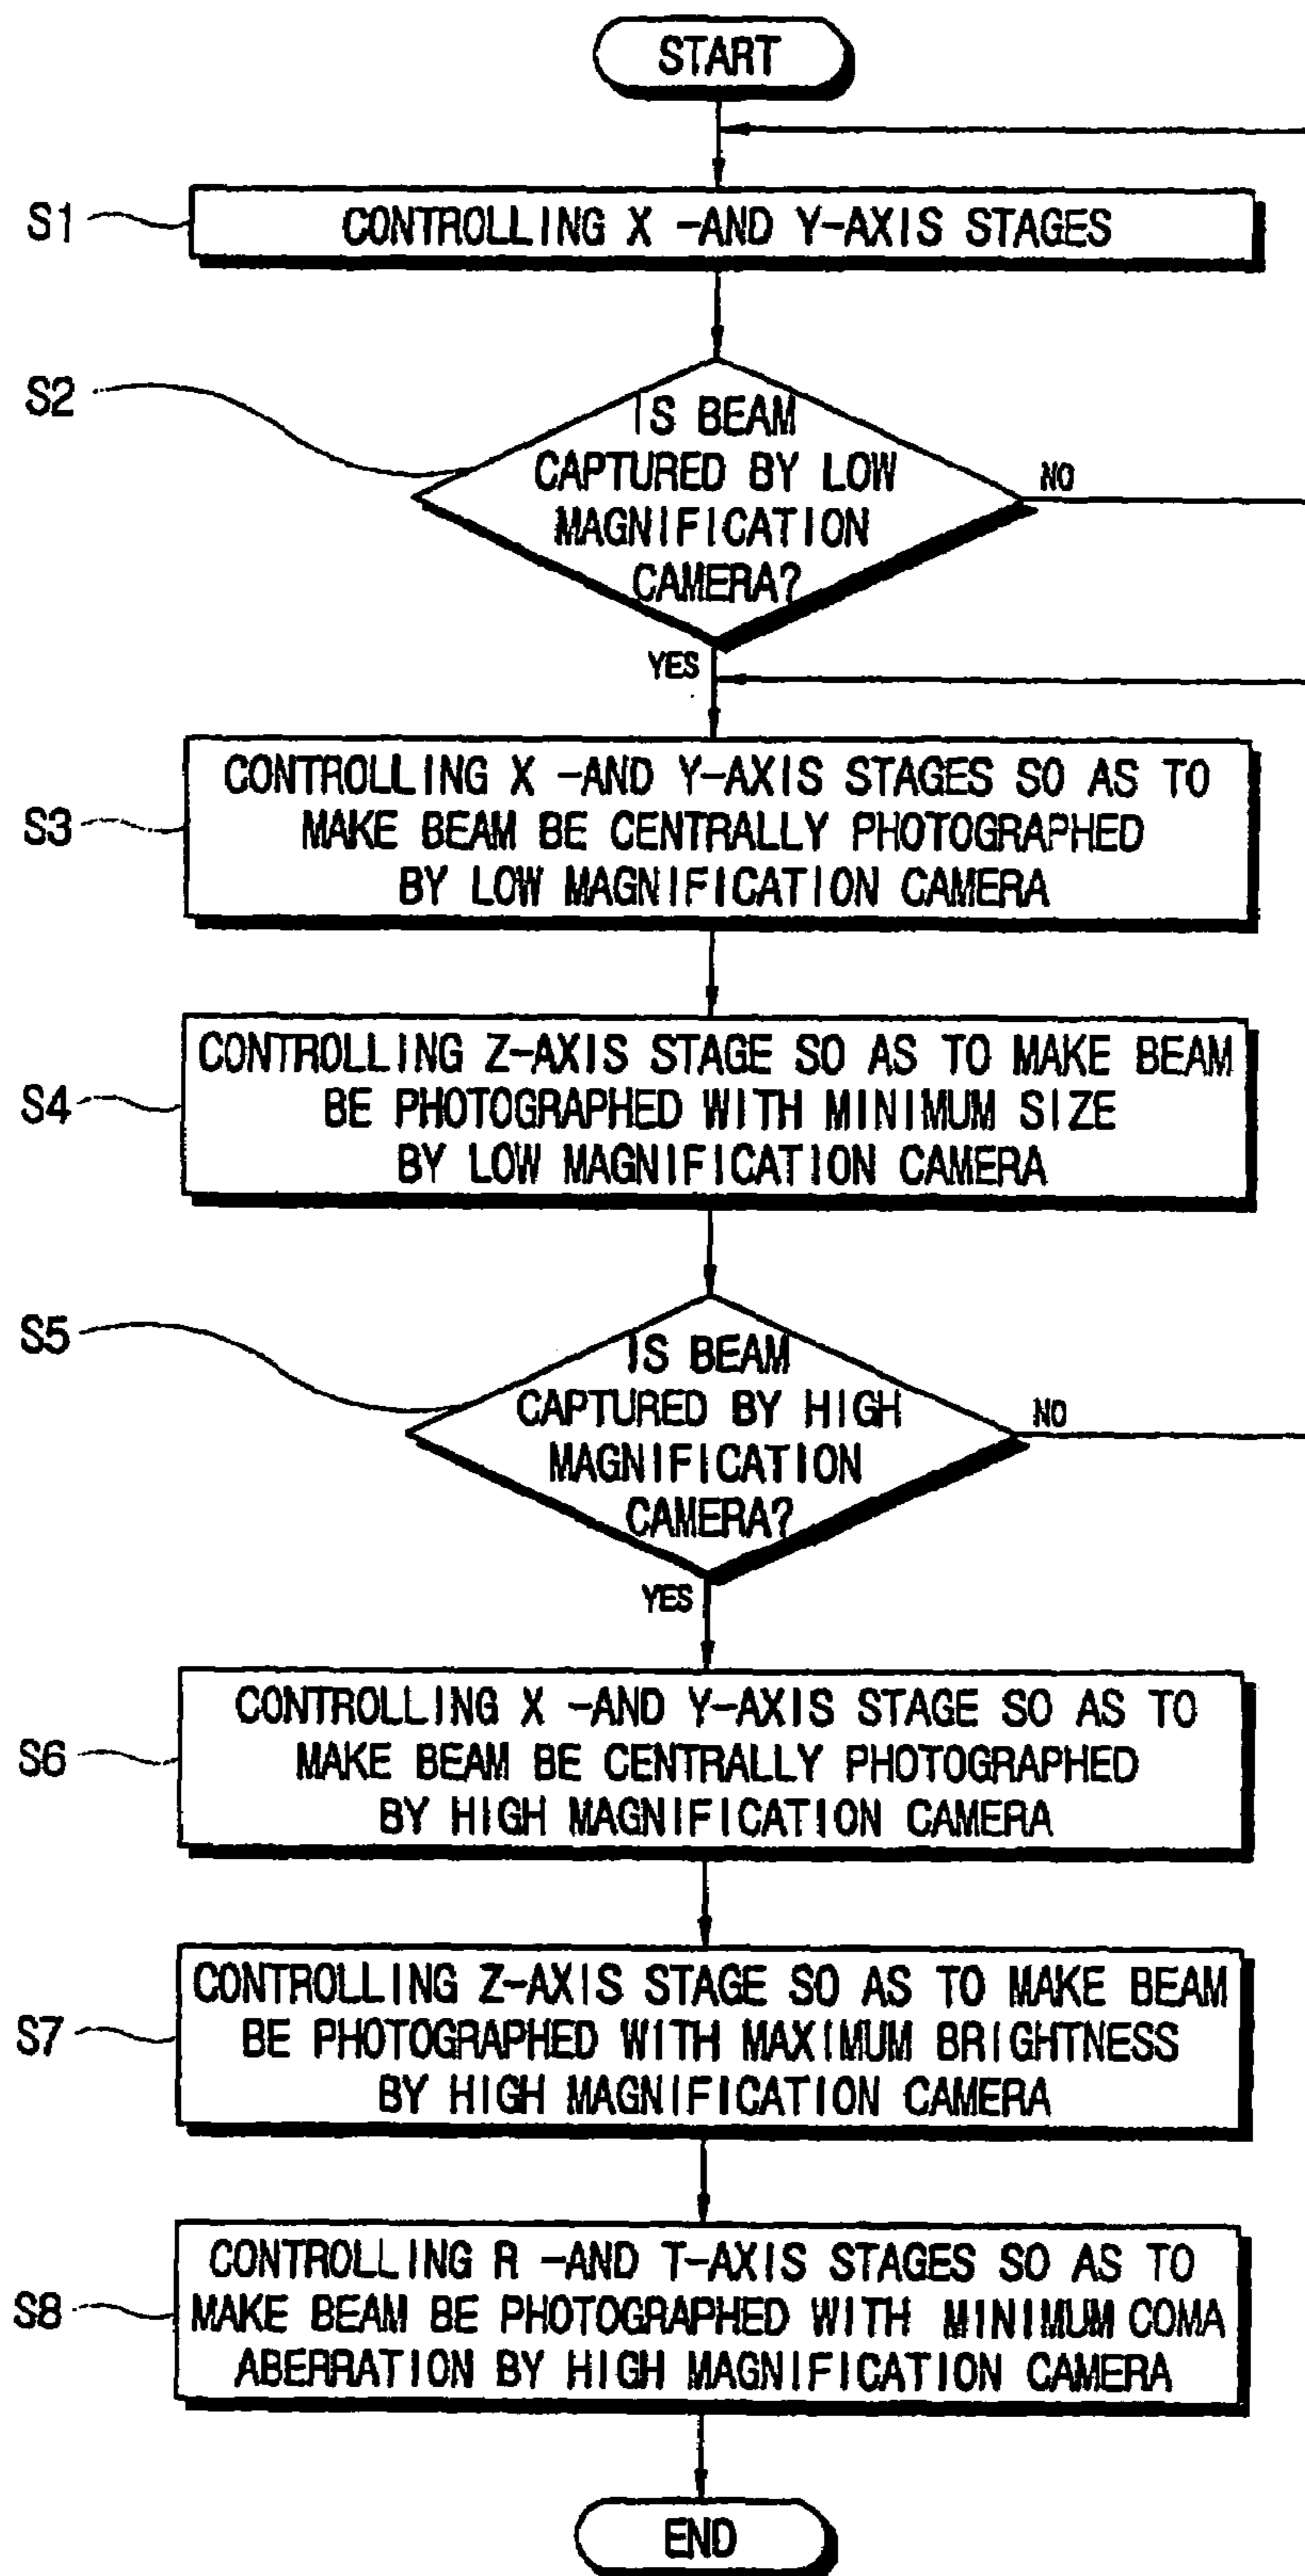 START
S1
CONTROLLING X -AND Y-AXIS STAGES
S2
IS BEAM
CAPTURED BY LOW
MAGNIFICATION
CAMERA?
NO
YES
S3
CONTROLLING X -AND Y-AXIS STAGES SO AS TO
MAKE BEAM BE CENTRALLY PHOTOGRAPHED
BY LOW MAGNIFICATION CAMERA
S4
CONTROLLING Z-AXIS STAGE SO AS TO MAKE BEAM
BE PHOTOGRAPHED WITH MINIMUM SIZE
BY LOW MAGNIFICATION CAMERA
S5
IS BEAM
CAPTURED BY HIGH
MAGNIFICATION
CAMERA?
NO
YES
S6
CONTROLLING X -AND Y-AXIS STAGE SO AS TO
MAKE BEAM BE CENTRALLY PHOTOGRAPHED
BY HIGH MAGNIFICATION CAMERA
S7
CONTROLLING Z-AXIS STAGE SO AS TO MAKE BEAM
BE PHOTOGRAPHED WITH MAXIMUM BRIGHTNESS
BY HIGH MAGNIFICATION CAMERA
S8
CONTROLLING R -AND T-AXIS STAGES SO AS TO
MAKE BEAM BE PHOTOGRAPHED WITH MINIMUM COMA
ABERRATION BY HIGH MAGNIFICATION CAMERA
END